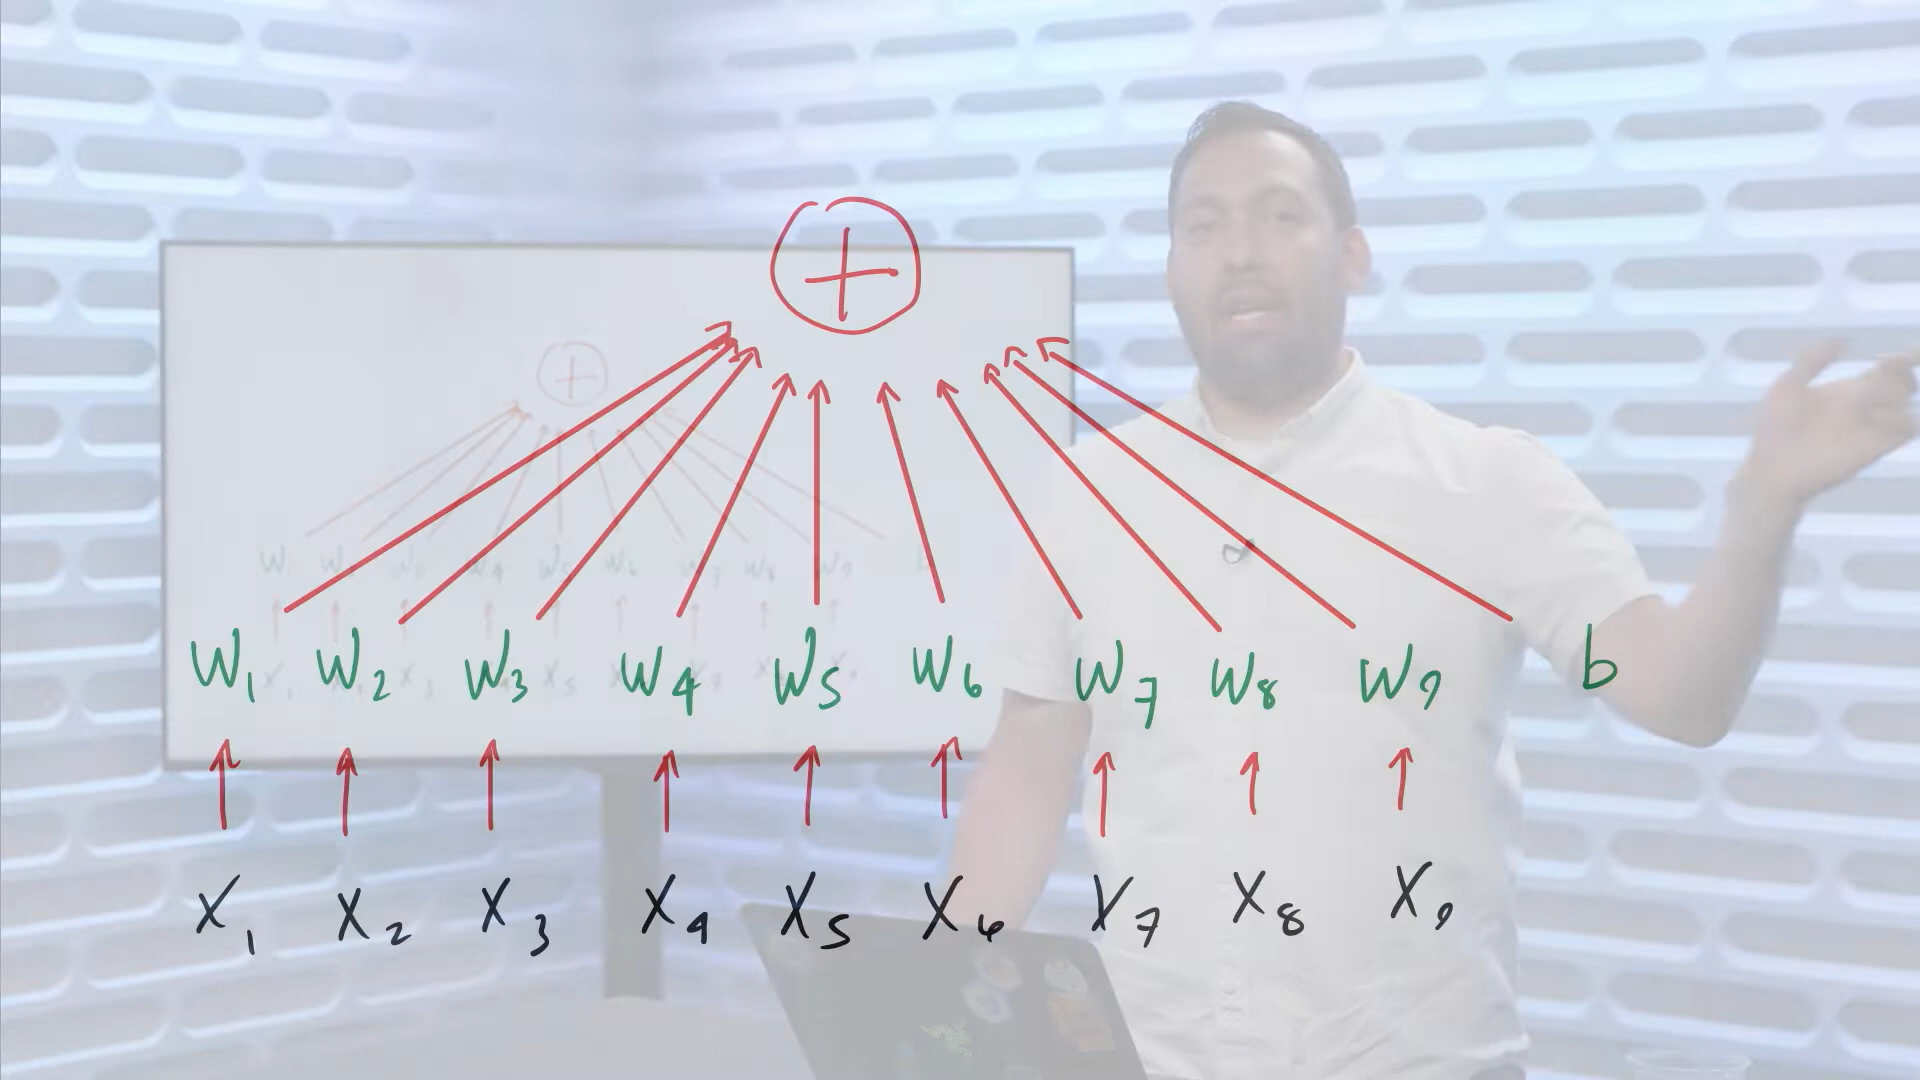 +
W₁ W₂ W₃ W₄ W₅ W₆ W₇ W₈ W₉ b
X₁ X₂ X₃ X₄ X₅ X₆ X₇ X₈ X₉